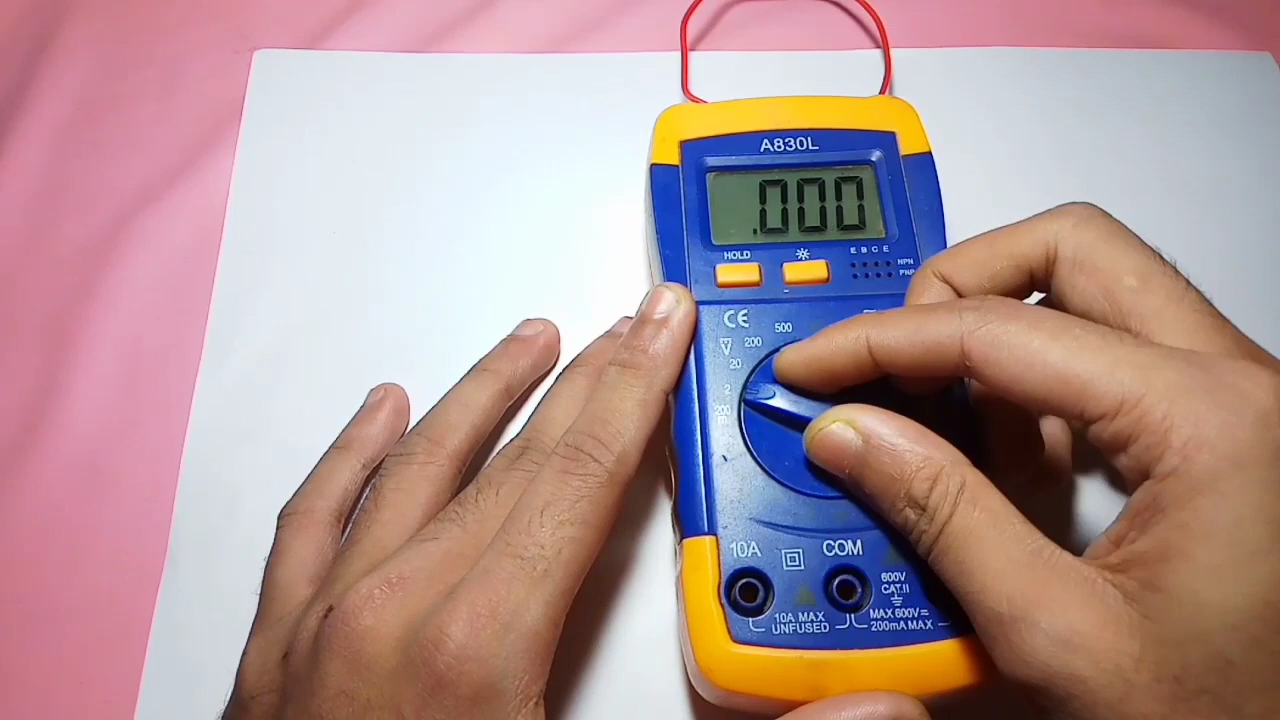 A830L
.000
HOLD
E B C E
NPN
PNP
CE
500
200
V
20
2
200
m
10A
COM
600V
CAT.II
10A MAX
UNFUSED
MAX 600V
200mA MAX